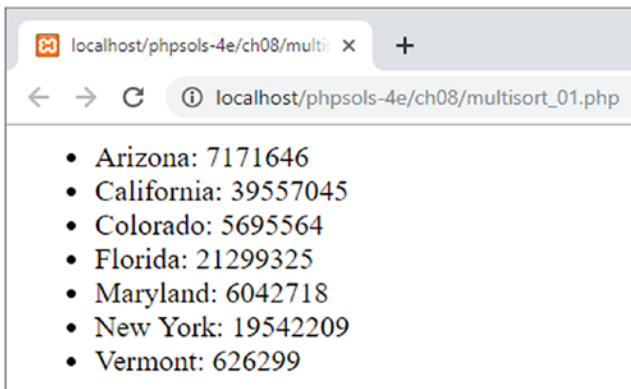 localhost/phpsols-4e/ch08/multi
localhost/phpsols-4e/ch08/multisort_01.php
• Arizona: 7171646
• California: 39557045
• Colorado: 5695564
• Florida: 21299325
• Maryland: 6042718
• New York: 19542209
• Vermont: 626299